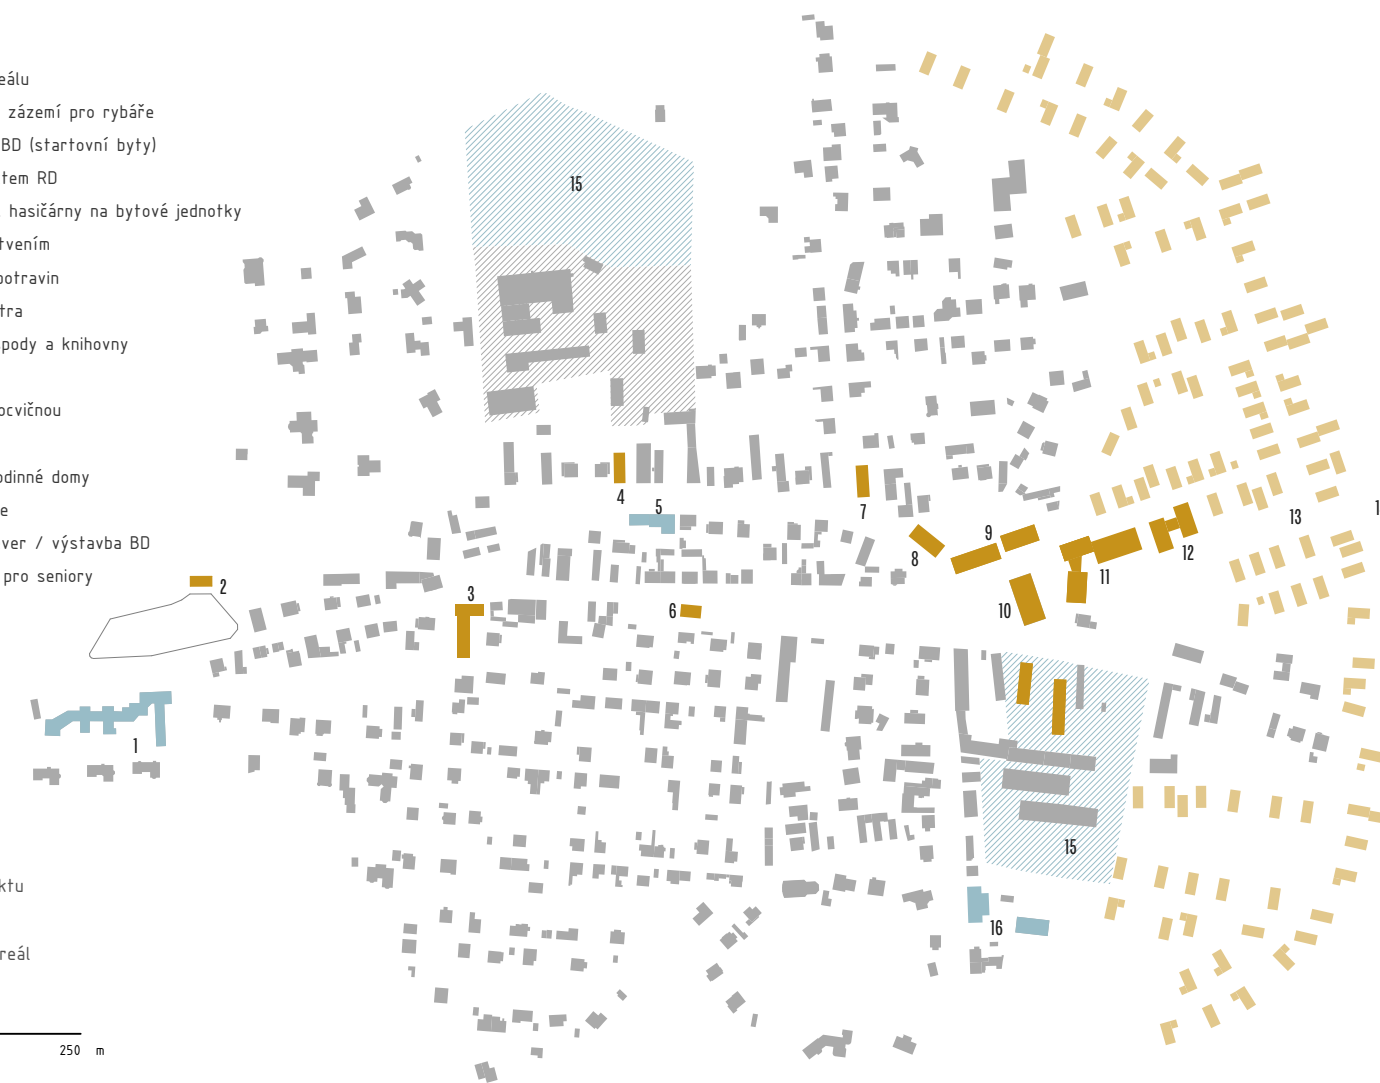 eálu
zázemí pro rybáře
BD (startovní byty)
tem RD
hasičárny na bytové jednotky
tvením
potravin
tra
spody a knihovny
ocvičnou
odinné domy
e
ver / výstavba BD
pro seniory
ktu
reál
250 m
15
4
5
7
8
9
10
11
12
13
1
2
3
6
1
15
16